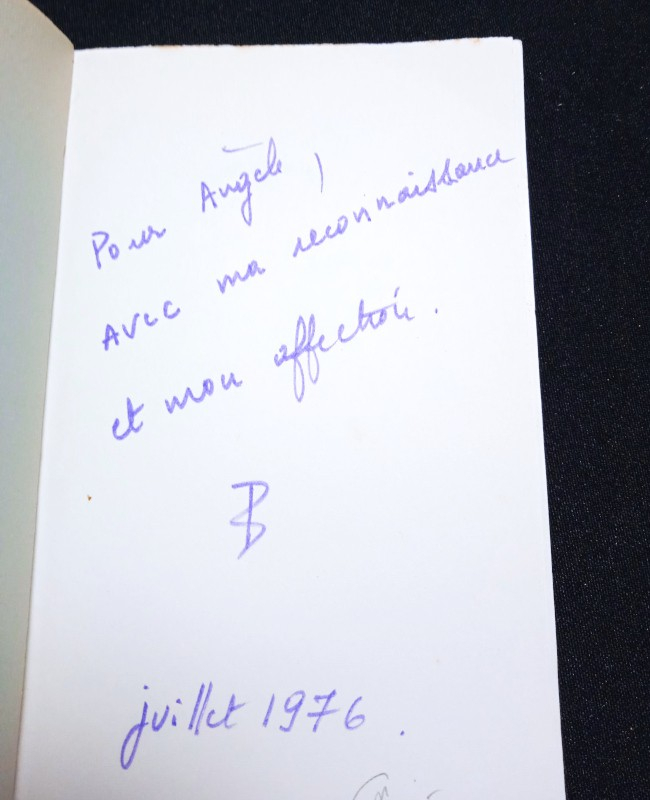 Pour Angèle,
avec ma reconnaissance
et mon affection.
juillet 1976.